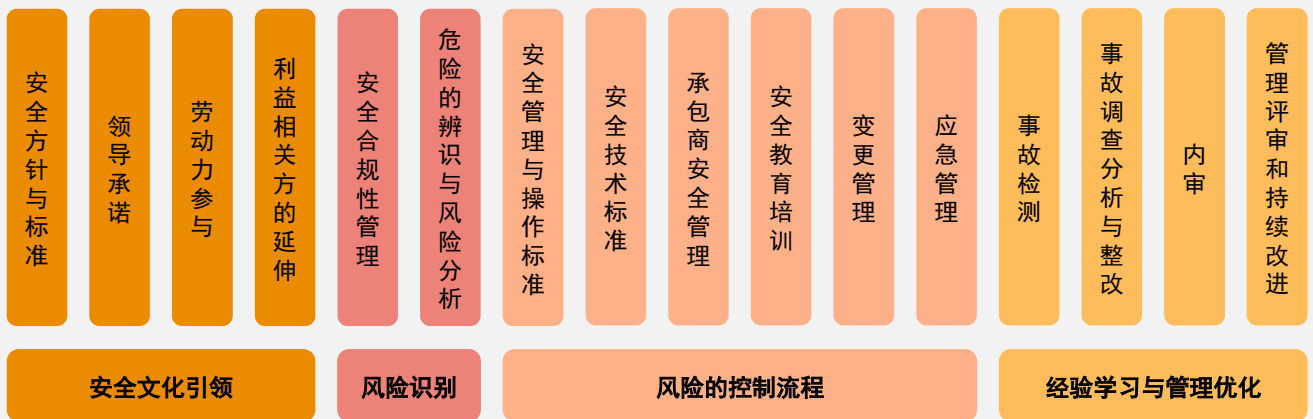 安全方针与标准
领导承诺
劳动力参与
利益相关方的延伸
安全合规性管理
危险的辨识与风险分析
安全管理与操作标准
安全技术标准
承包商安全管理
安全教育培训
变更管理
应急管理
事故检测
事故调查分析与整改
内审
管理评审和持续改进
安全文化引领
风险识别
风险的控制流程
经验学习与管理优化